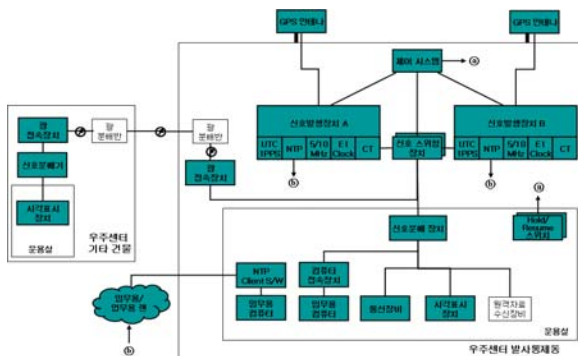 GPS 안테나
GPS 안테나
제어 시스템
ⓐ
신호발생장치 A
신호발생장치 B
UTC 1PPS
NTP
5/10 MHz
E1 Clock
CT
신호 스위칭 장치
UTC 1PPS
NTP
5/10 MHz
E1 Clock
CT
ⓑ
ⓑ
광 접속장치
광 분배반
광 분배반
광 접속장치
신호분배기
시각표시 장치
운용실
우주센터 기타 건물
ⓐ
신호분배 장치
Hold/ Resume 스위치
NTP Client S/W
컴퓨터 접속장치
업무용 컴퓨터
업무용 컴퓨터
통신장비
시각표시 장치
원격자료 수신장비
운용실
업무용/ 업무용 랜
ⓑ
우주센터 발사통제동